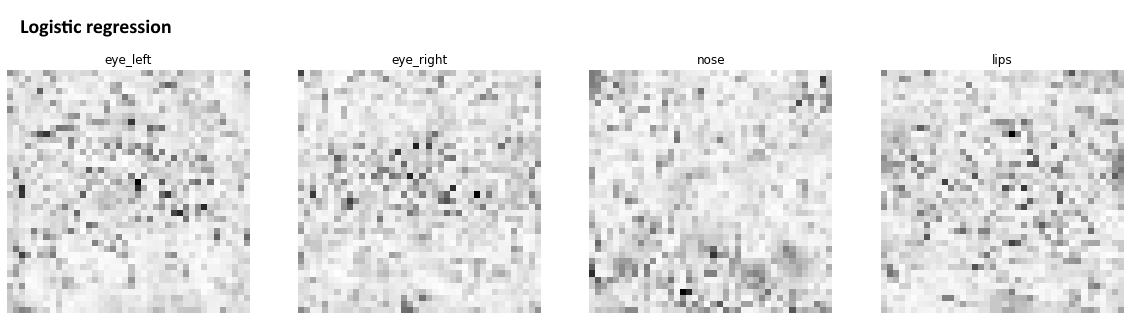 Logistic regression
eye_left
eye_right
nose
lips